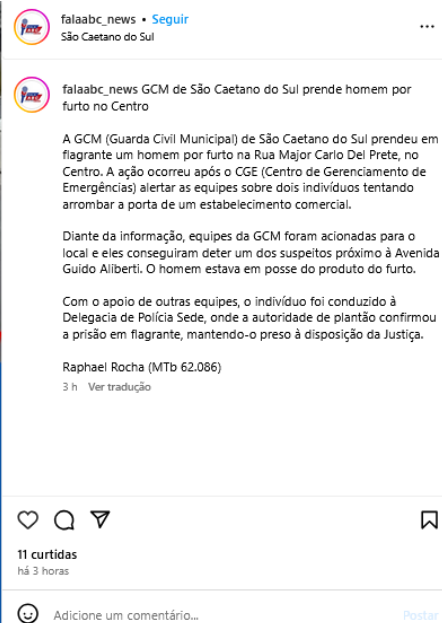 falaabc_news • Seguir
São Caetano do Sul
falaabc_news GCM de São Caetano do Sul prende homem por
furto no Centro
A GCM (Guarda Civil Municipal) de São Caetano do Sul prendeu em
flagrante um homem por furto na Rua Major Carlo Del Prete, no
Centro. A ação ocorreu após o CGE (Centro de Gerenciamento de
Emergências) alertar as equipes sobre dois indivíduos tentando
arrombar a porta de um estabelecimento comercial.
Diante da informação, equipes da GCM foram acionadas para o
local e eles conseguiram deter um dos suspeitos próximo à Avenida
Guido Aliberti. O homem estava em posse do produto do furto.
Com o apoio de outras equipes, o indivíduo foi conduzido à
Delegacia de Polícia Sede, onde a autoridade de plantão confirmou
a prisão em flagrante, mantendo-o preso à disposição da Justiça.
Raphael Rocha (MTb 62.086)
3 h Ver tradução
11 curtidas
há 3 horas
Adicione um comentário...
Postar